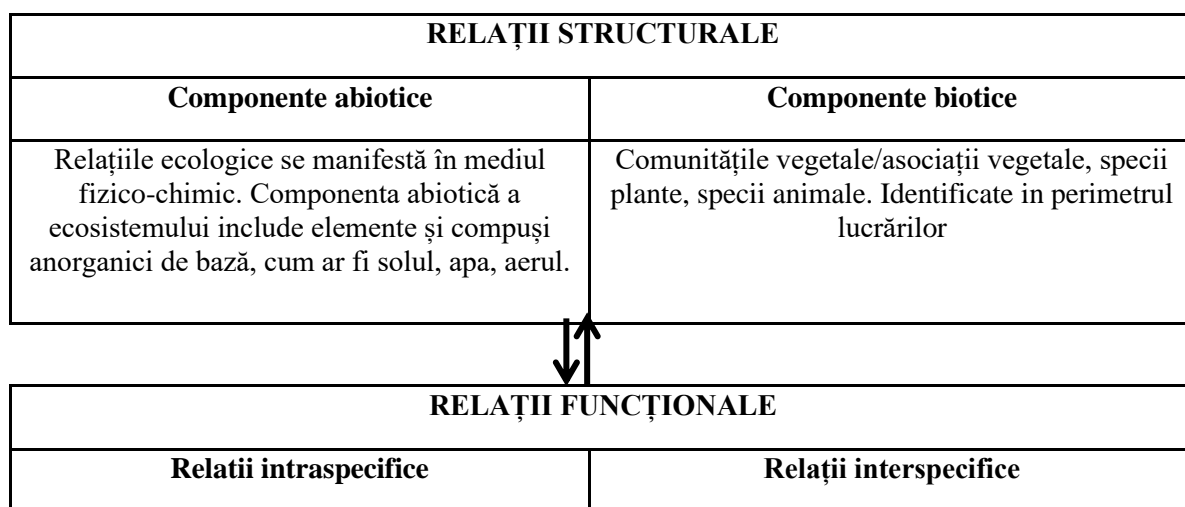 RELAȚII STRUCTURALE
Componente abiotice
Componente biotice
Relațiile ecologice se manifestă în mediul
fizico-chimic. Componenta abiotică a
ecosistemului include elemente și compuși
anorganici de bază, cum ar fi solul, apa, aerul.
Comunitățile vegetale/asociații vegetale, specii
plante, specii animale. Identificate in perimetrul
lucrărilor
RELAȚII FUNCȚIONALE
Relatii intraspecifice
Relații interspecifice